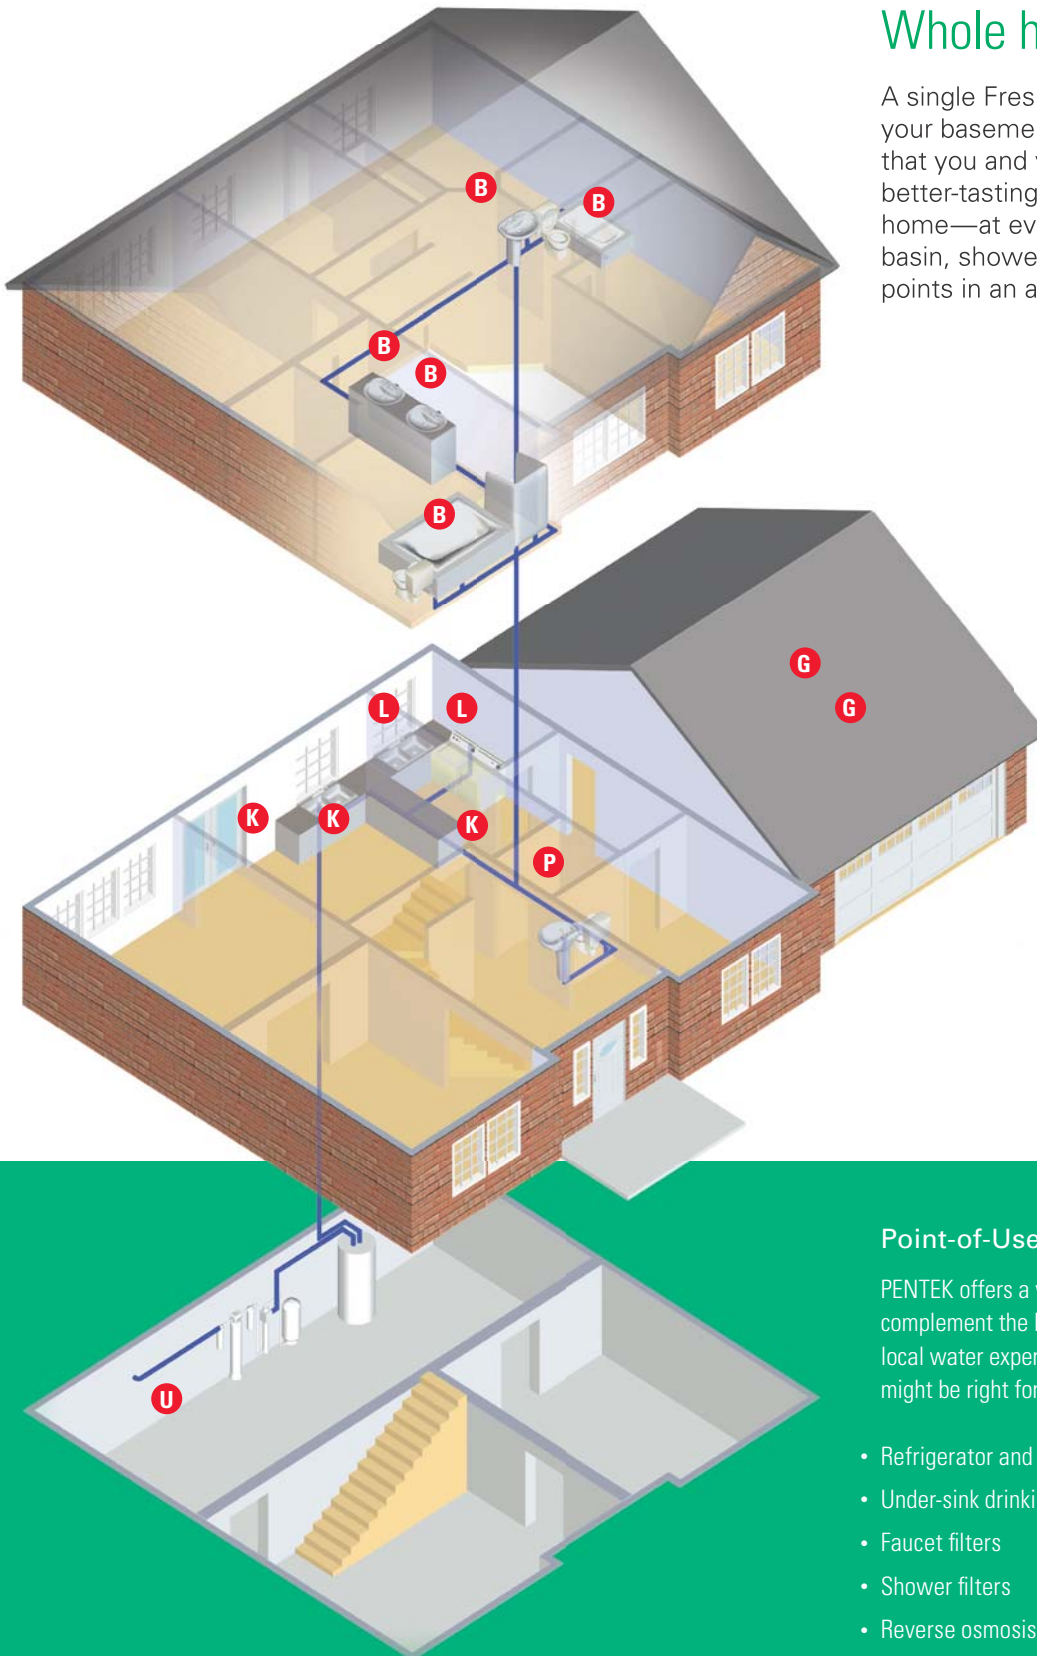 Whole h
A single Fres
your baseme
that you and
better-tasting
home—at ev
basin, showe
points in an a
B
B
B
B
B
G
G
L
L
K
K
K
P
U
Point-of-Use
PENTEK offers a
complement the
local water exper
might be right for
• Refrigerator and
• Under-sink drinki
• Faucet filters
• Shower filters
• Reverse osmosis